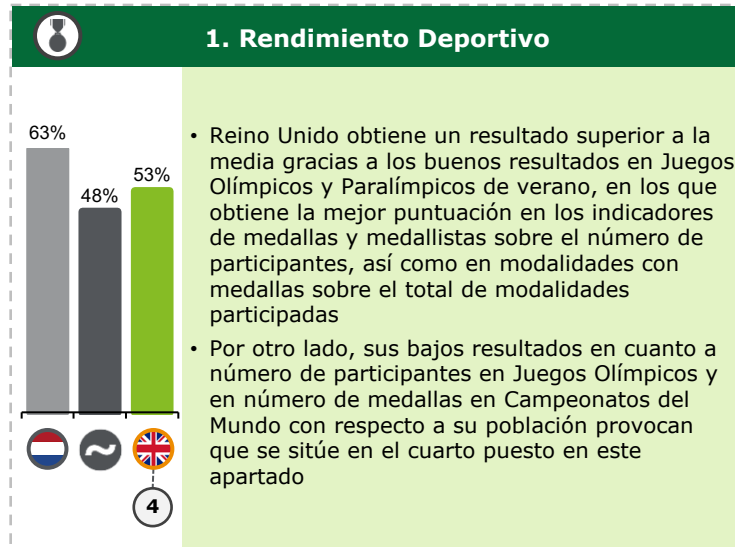 1. Rendimiento Deportivo
63%
48%
53%
4
• Reino Unido obtiene un resultado superior a la
media gracias a los buenos resultados en Juegos
Olímpicos y Paralímpicos de verano, en los que
obtiene la mejor puntuación en los indicadores
de medallas y medallistas sobre el número de
participantes, así como en modalidades con
medallas sobre el total de modalidades
participadas
• Por otro lado, sus bajos resultados en cuanto a
número de participantes en Juegos Olímpicos y
en número de medallas en Campeonatos del
Mundo con respecto a su población provocan
que se sitúe en el cuarto puesto en este
apartado